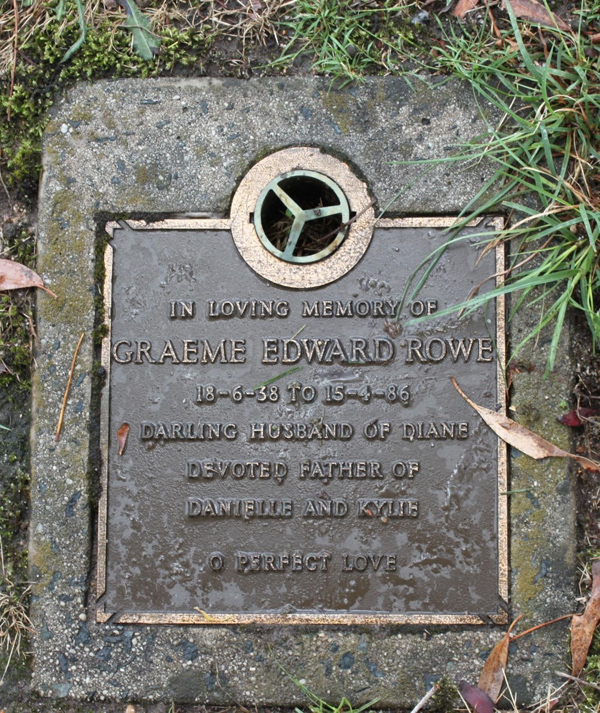 IN LOVING MEMORY OF
GRAEME EDWARD ROWE
18-6-38 TO 15-4-86
DARLING HUSBAND OF DIANE
DEVOTED FATHER OF
DANIELLE AND KYLIE
O PERFECT LOVE